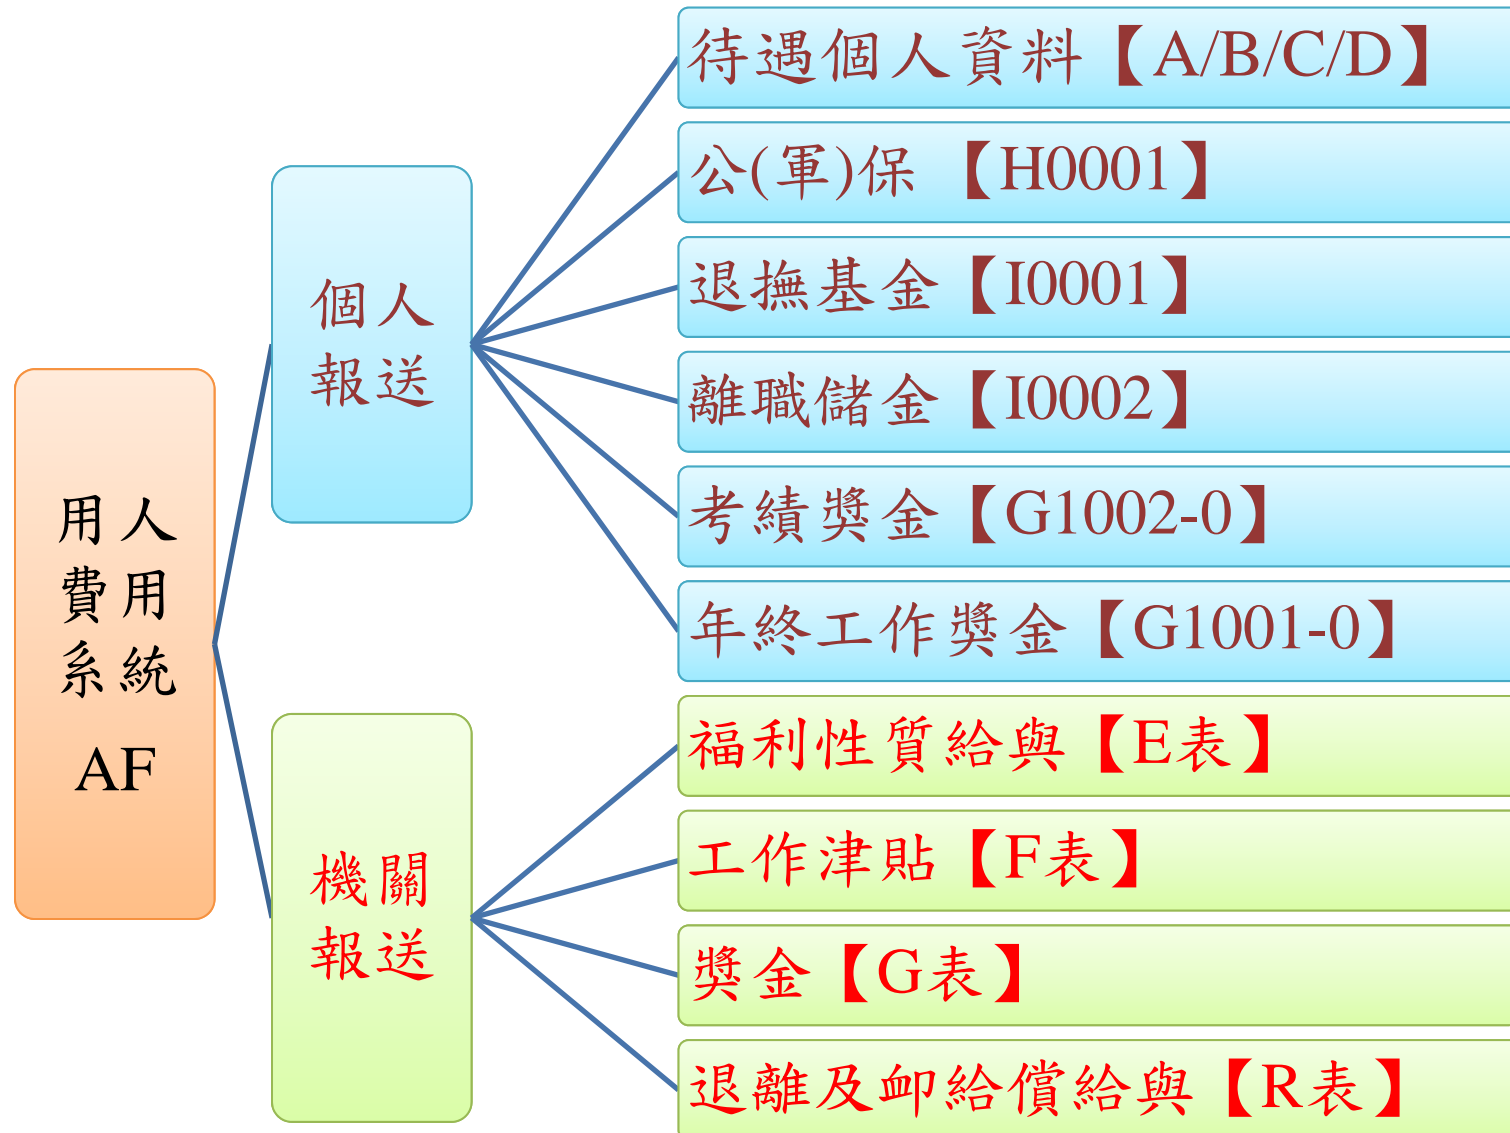 用人
費用
系統
AF
個人
報送
待遇個人資料【A/B/C/D】
公(軍)保 【H0001】
退撫基金【I0001】
離職儲金【I0002】
考績獎金【G1002-0】
年終工作獎金【G1001-0】
機關
報送
福利性質給與【E表】
工作津貼【F表】
獎金【G表】
退離及卹給償給與【R表】